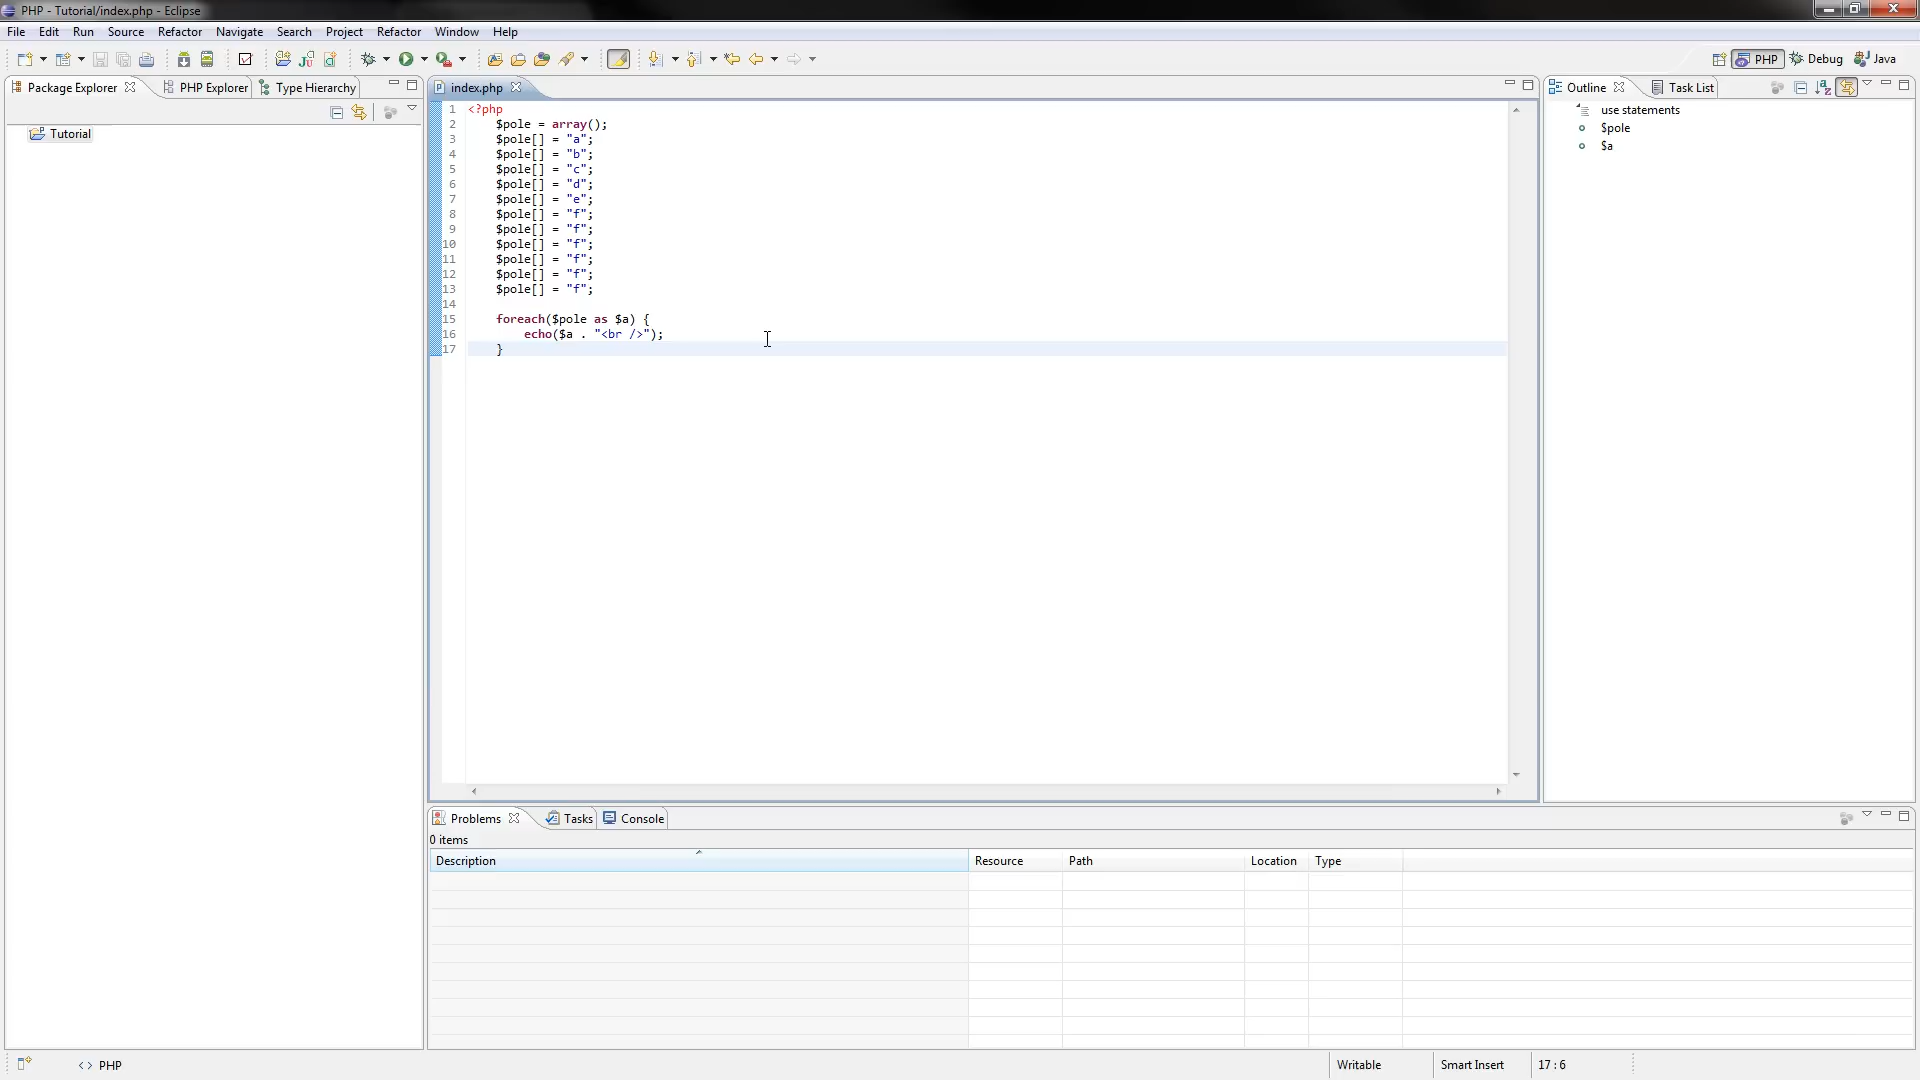 PHP - Tutorial/index.php - Eclipse
File Edit Run Source Refactor Navigate Search Project Refactor Window Help
PHP Debug Java
Package Explorer PHP Explorer Type Hierarchy
Tutorial
index.php
1 <?php
2 $pole = array();
3 $pole[] = "a";
4 $pole[] = "b";
5 $pole[] = "c";
6 $pole[] = "d";
7 $pole[] = "e";
8 $pole[] = "f";
9 $pole[] = "f";
10 $pole[] = "f";
11 $pole[] = "f";
12 $pole[] = "f";
13 $pole[] = "f";
14
15 foreach($pole as $a) {
16 echo($a . "<br />");
17 }
Outline Task List
use statements
$pole
$a
Problems Tasks Console
0 items
Description Resource Path Location Type
<> PHP
Writable Smart Insert 17 : 6